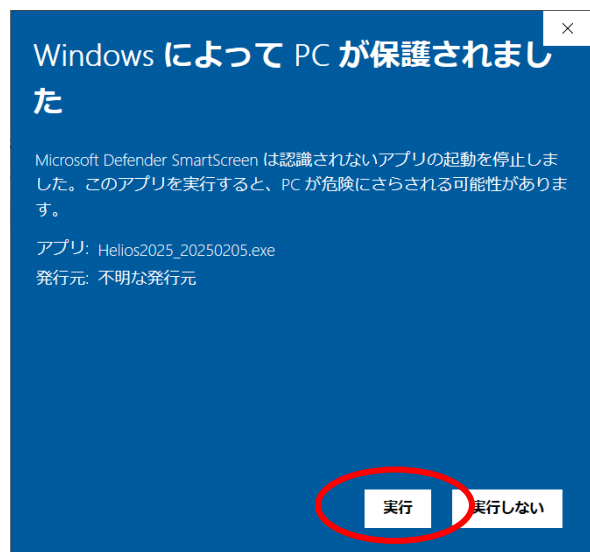 Windows によって PC が保護されまし
た
Microsoft Defender SmartScreen は認識されないアプリの起動を停止しま
した。このアプリを実行すると、PC が危険にさらされる可能性がありま
す。
アプリ: Helios2025_20250205.exe
発行元: 不明な発行元
実行 実行しない